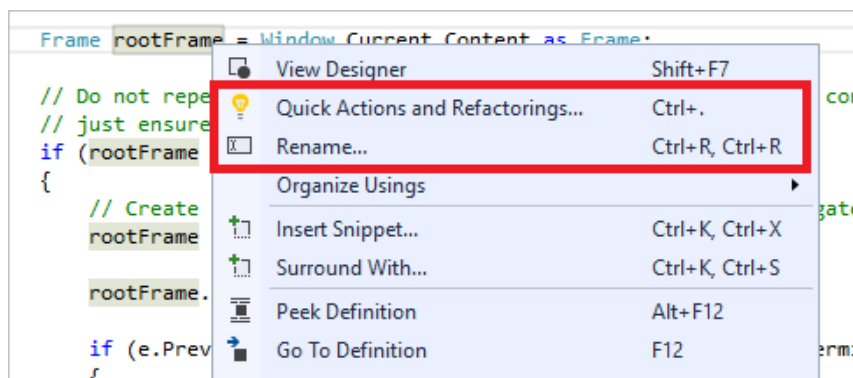 Frame rootFrame = Window.Current.Content as Frame;
View Designer Shift+F7
// Do not repe
Quick Actions and Refactorings... Ctrl+.
// just ensure
Rename... Ctrl+R, Ctrl+R
if (rootFrame
{
Organize Usings
// Create
Insert Snippet... Ctrl+K, Ctrl+X
rootFrame
Surround With... Ctrl+K, Ctrl+S
rootFrame.
Peek Definition Alt+F12
if (e.Prev
Go To Definition F12
{